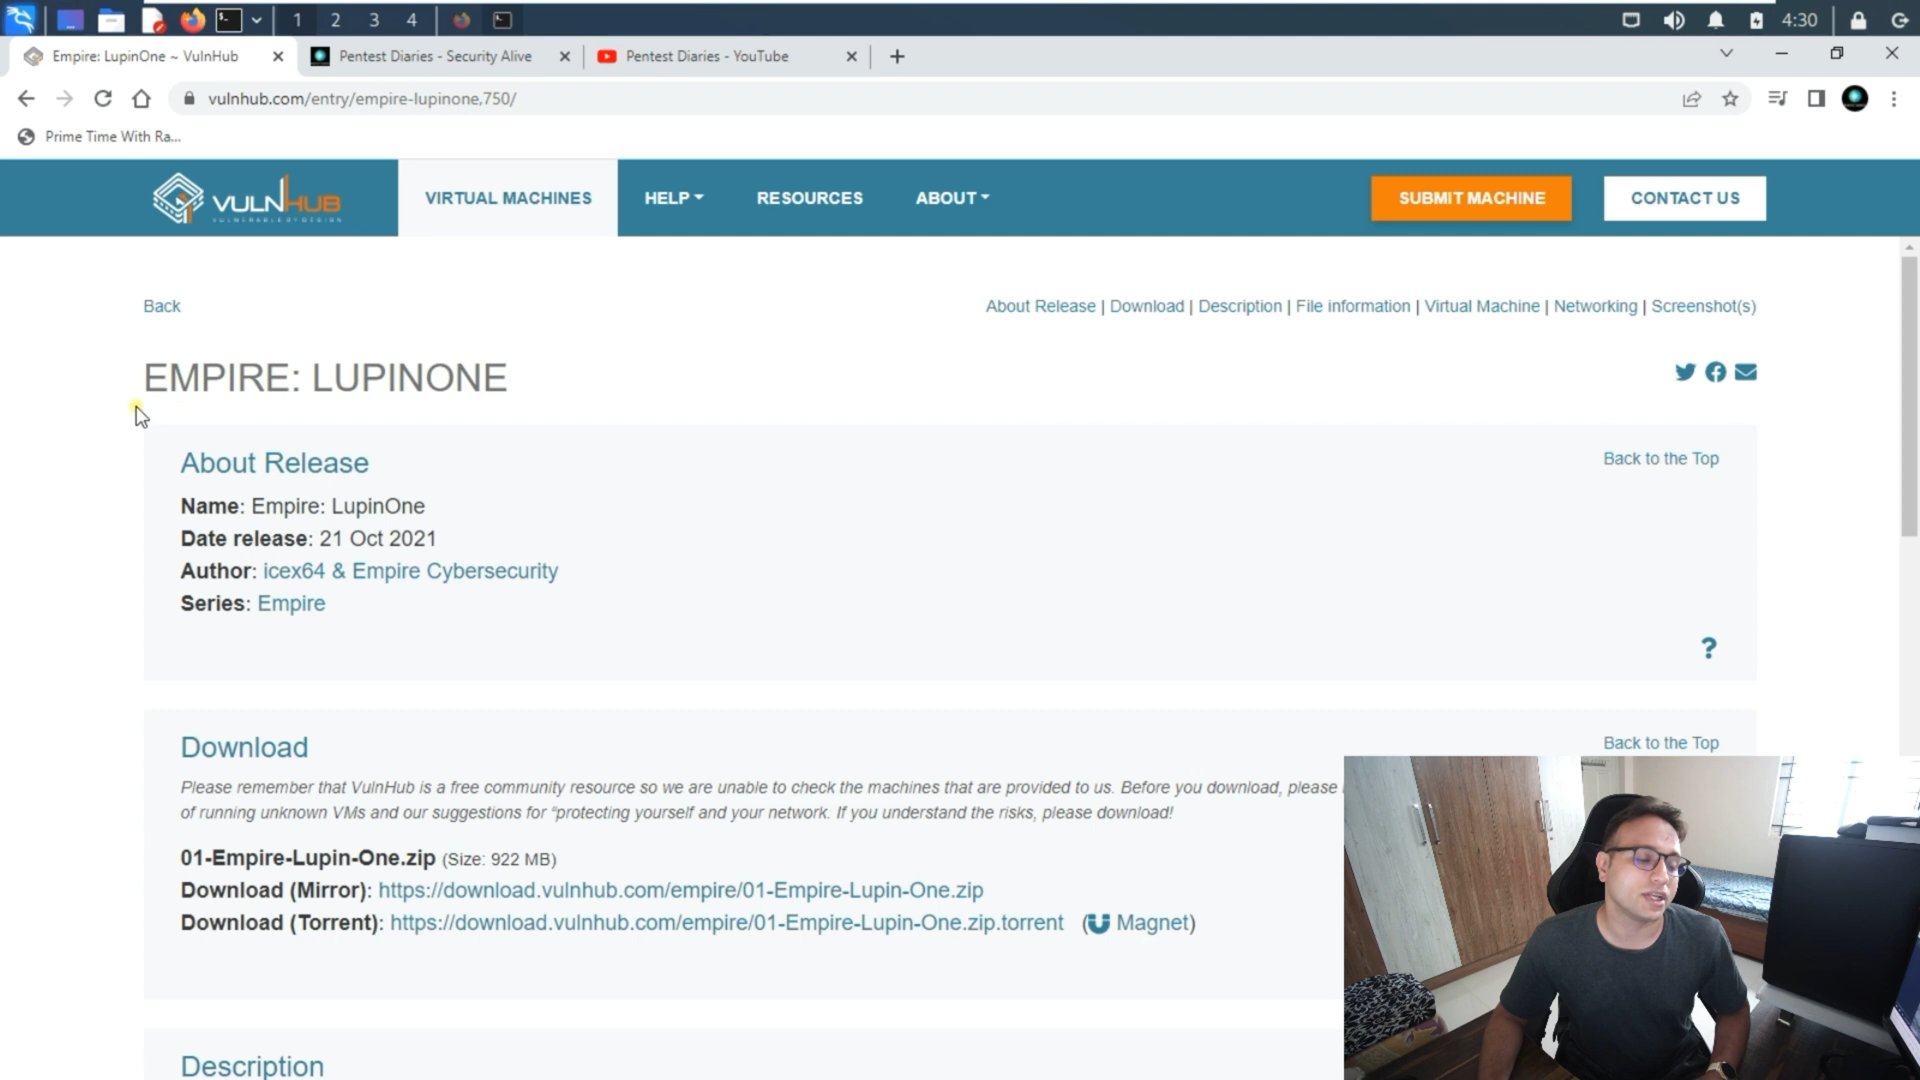 1 2 3 4
4:30
Empire: LupinOne ~ VulnHub
Pentest Diaries - Security Alive
Pentest Diaries - YouTube
vulnhub.com/entry/empire-lupinone,750/
Prime Time With Ra...
VULNHUB
VULNERABLE BY DESIGN
VIRTUAL MACHINES
HELP
RESOURCES
ABOUT
SUBMIT MACHINE
CONTACT US
Back
About Release | Download | Description | File information | Virtual Machine | Networking | Screenshot(s)
EMPIRE: LUPINONE
About Release
Back to the Top
Name: Empire: LupinOne
Date release: 21 Oct 2021
Author: icex64 & Empire Cybersecurity
Series: Empire
?
Download
Back to the Top
Please remember that VulnHub is a free community resource so we are unable to check the machines that are provided to us. Before you download, please
of running unknown VMs and our suggestions for “protecting yourself and your network. If you understand the risks, please download!
01-Empire-Lupin-One.zip (Size: 922 MB)
Download (Mirror): https://download.vulnhub.com/empire/01-Empire-Lupin-One.zip
Download (Torrent): https://download.vulnhub.com/empire/01-Empire-Lupin-One.zip.torrent (Magnet)
Description